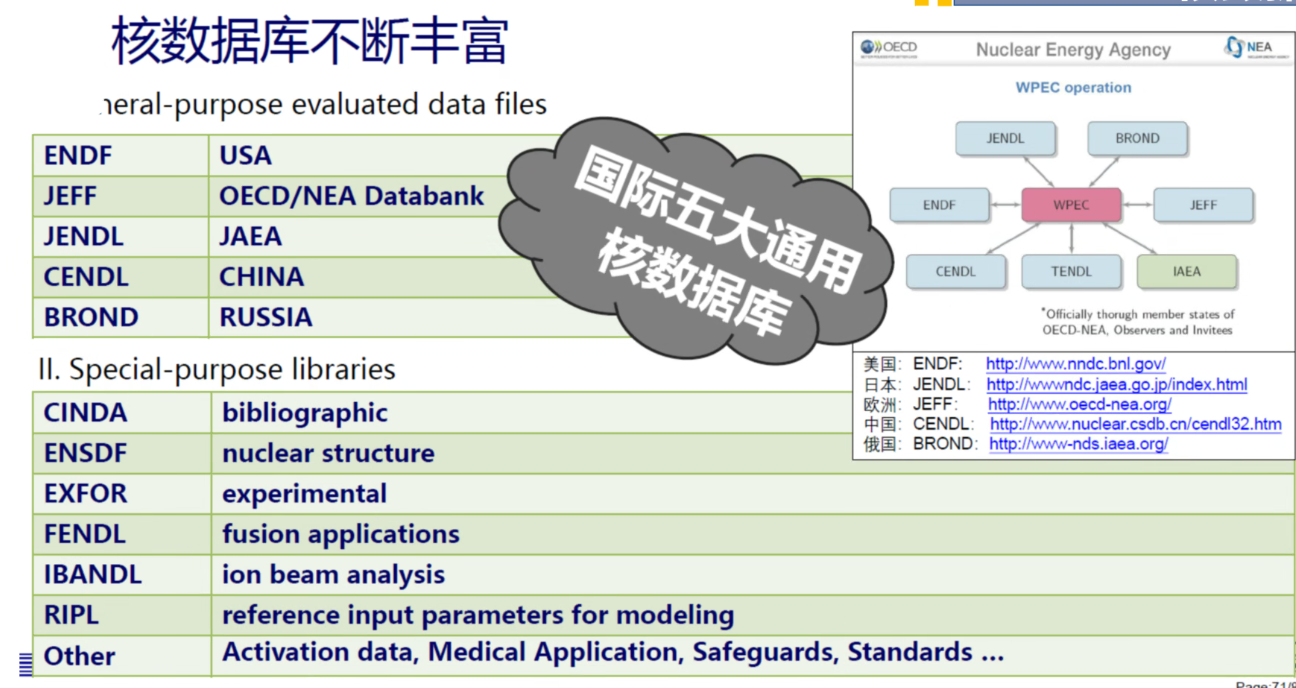 核数据库不断丰富
neral-purpose evaluated data files
ENDF USA
JEFF OECD/NEA Databank
JENDL JAEA
CENDL CHINA
BROND RUSSIA
国际五大通用
核数据库
OECD Nuclear Energy Agency NEA
WPEC operation
JENDL BROND
ENDF WPEC JEFF
CENDL TENDL IAEA
*Officially thorugh member states of
OECD-NEA, Observers and Invitees
美国: ENDF: http://www.nndc.bnl.gov/
日本: JENDL: http://wwwndc.jaea.go.jp/index.html
欧洲: JEFF: http://www.oecd-nea.org/
中国: CENDL: http://www.nuclear.csdb.cn/cendl32.htm
俄国: BROND: http://www-nds.iaea.org/
II. Special-purpose libraries
CINDA bibliographic
ENSDF nuclear structure
EXFOR experimental
FENDL fusion applications
IBANDL ion beam analysis
RIPL reference input parameters for modeling
Other Activation data, Medical Application, Safeguards, Standards ...